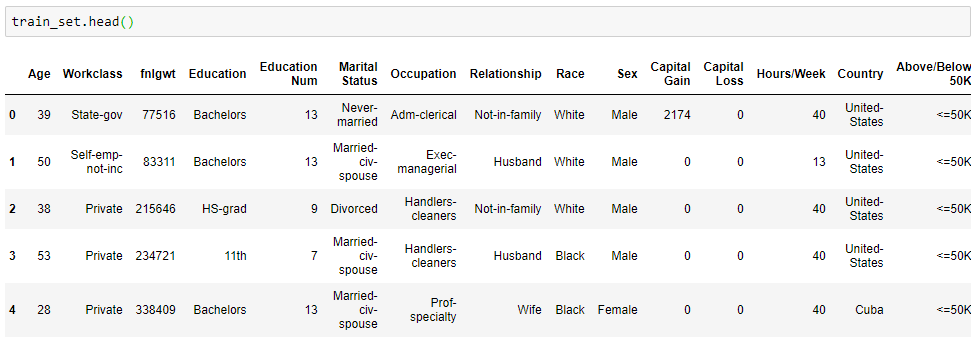 train_set.head()
Age Workclass fnlgwt Education Education Num Marital Status Occupation Relationship Race Sex Capital Gain Capital Loss Hours/Week Country Above/Below 50K
0 39 State-gov 77516 Bachelors 13 Never-married Adm-clerical Not-in-family White Male 2174 0 40 United-States <=50K
1 50 Self-emp-not-inc 83311 Bachelors 13 Married-civ-spouse Exec-managerial Husband White Male 0 0 13 United-States <=50K
2 38 Private 215646 HS-grad 9 Divorced Handlers-cleaners Not-in-family White Male 0 0 40 United-States <=50K
3 53 Private 234721 11th 7 Married-civ-spouse Handlers-cleaners Husband Black Male 0 0 40 United-States <=50K
4 28 Private 338409 Bachelors 13 Married-civ-spouse Prof-specialty Wife Black Female 0 0 40 Cuba <=50K